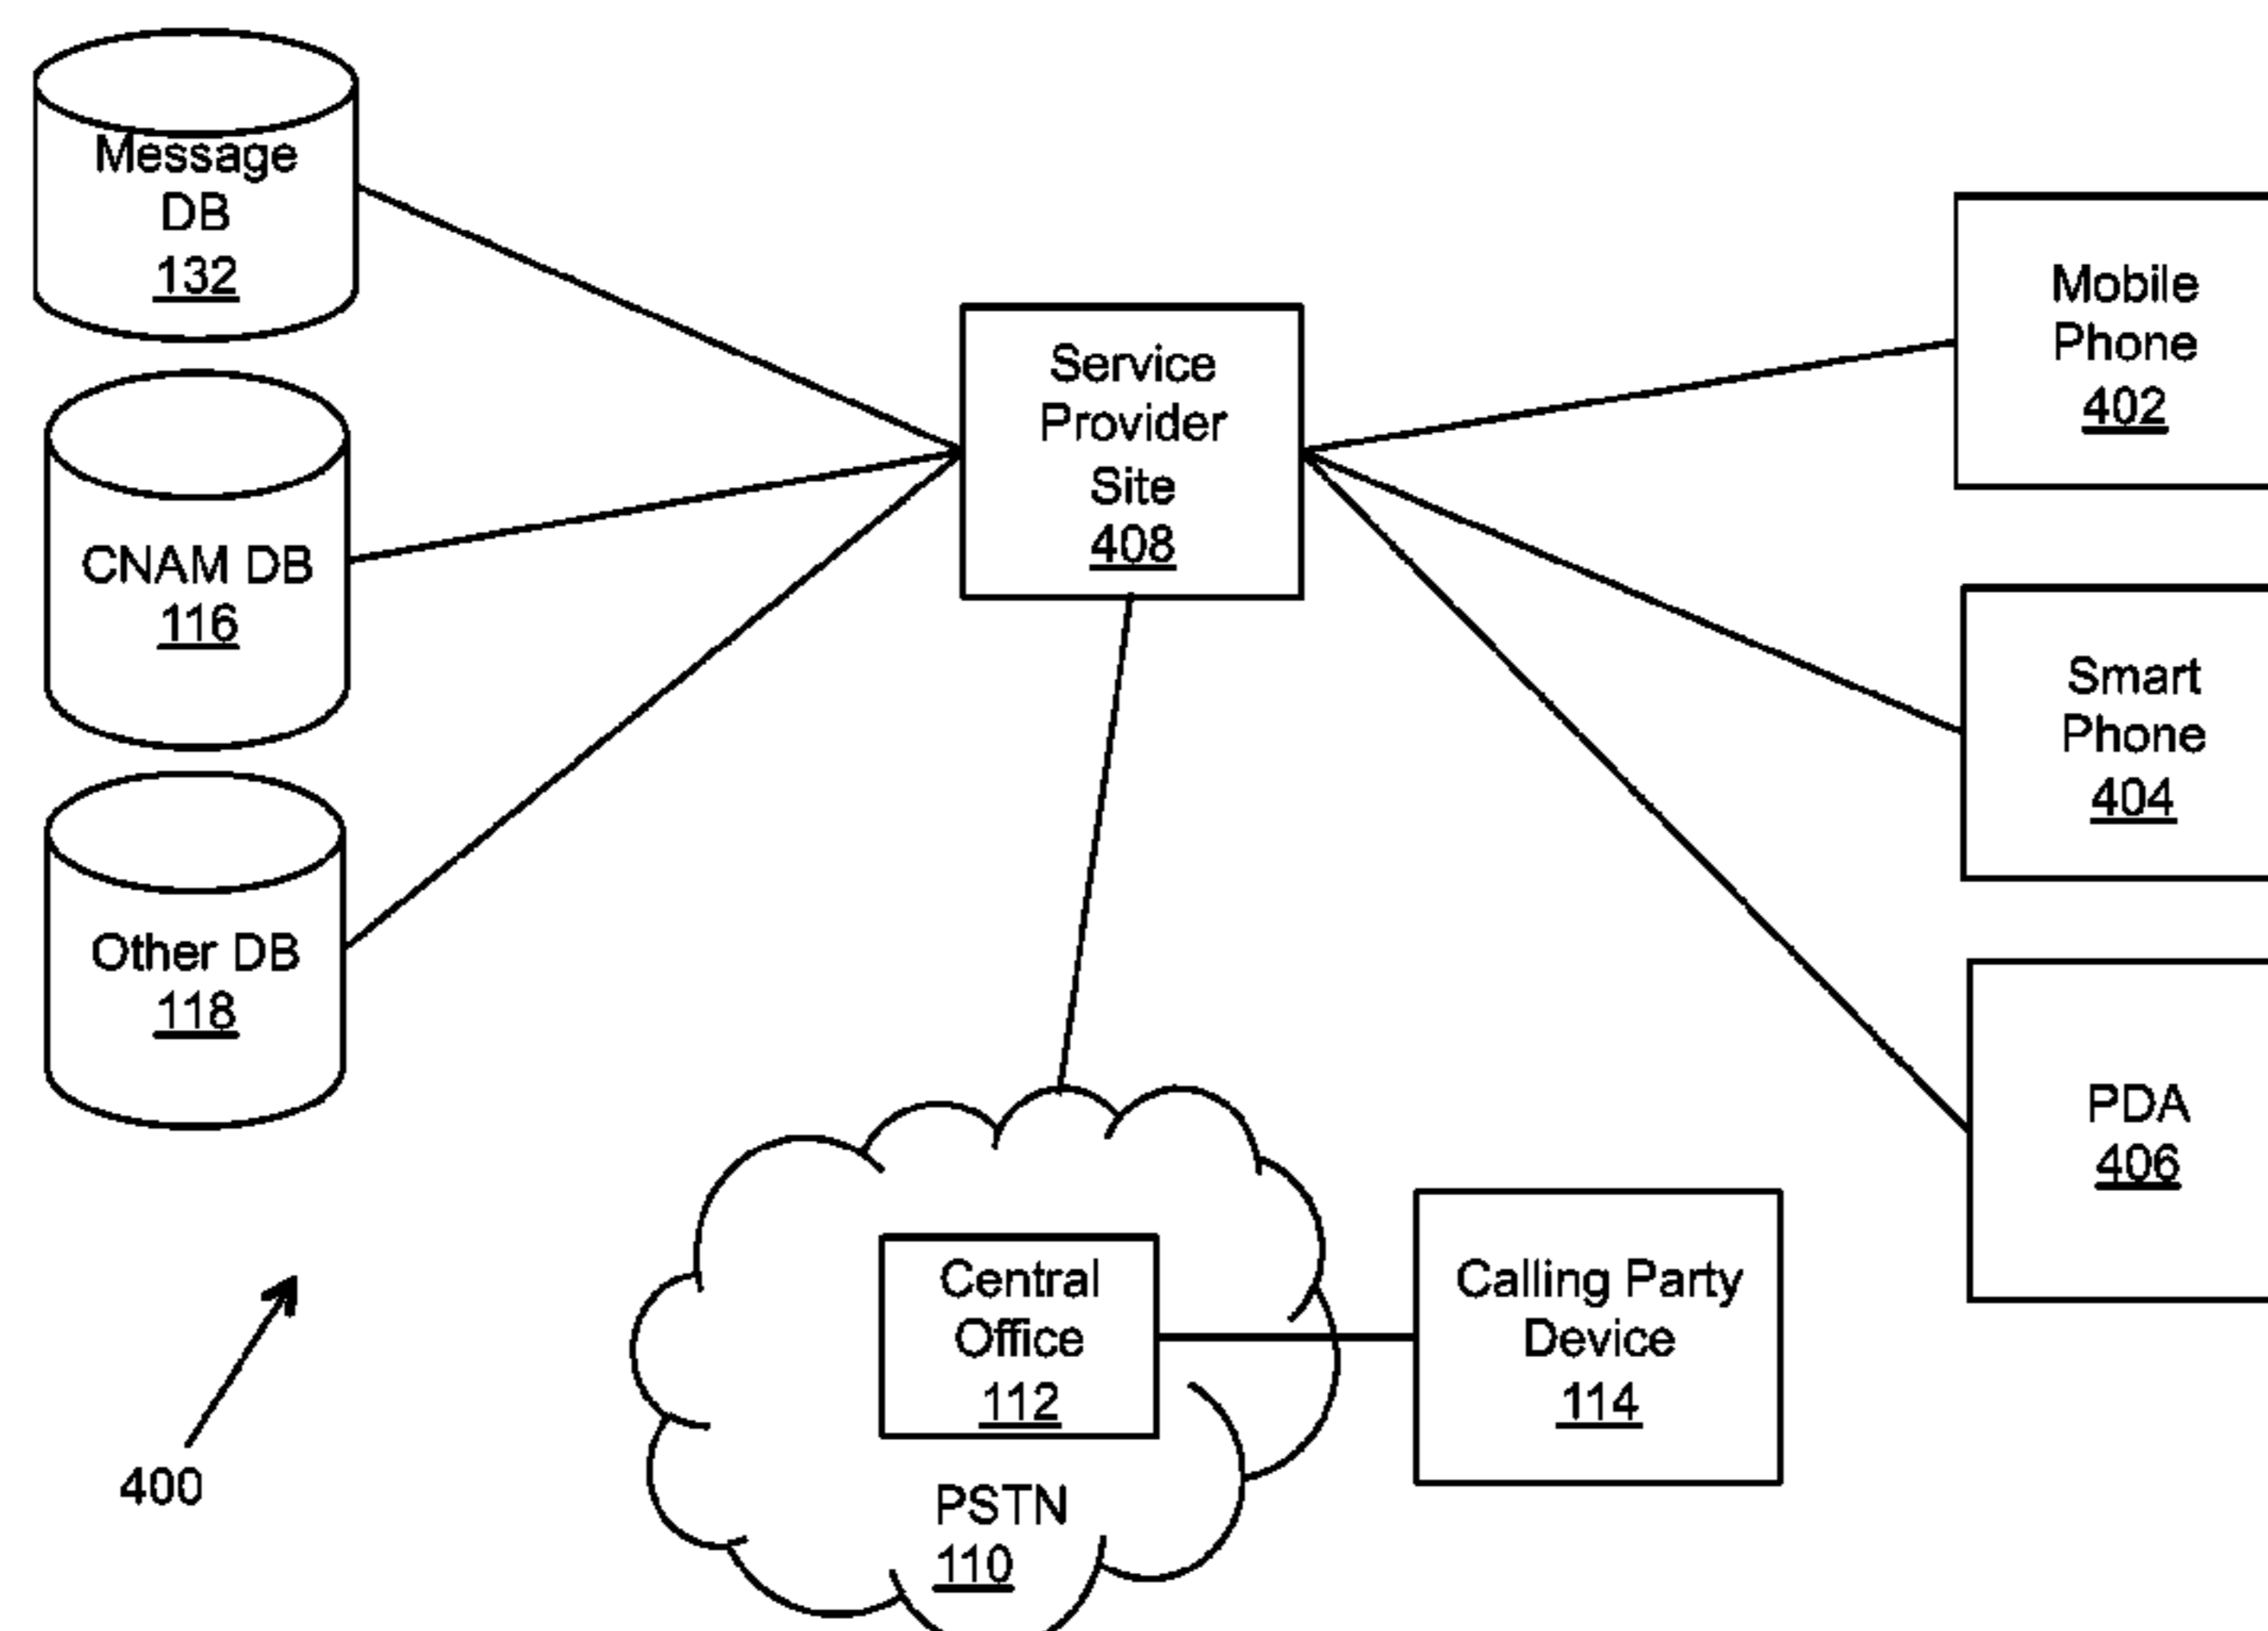 Message
DB
132
CNAM DB
116
Other DB
118
400
Service
Provider
Site
408
Mobile
Phone
402
Smart
Phone
404
PDA
406
Central
Office
112
PSTN
110
Calling Party
Device
114